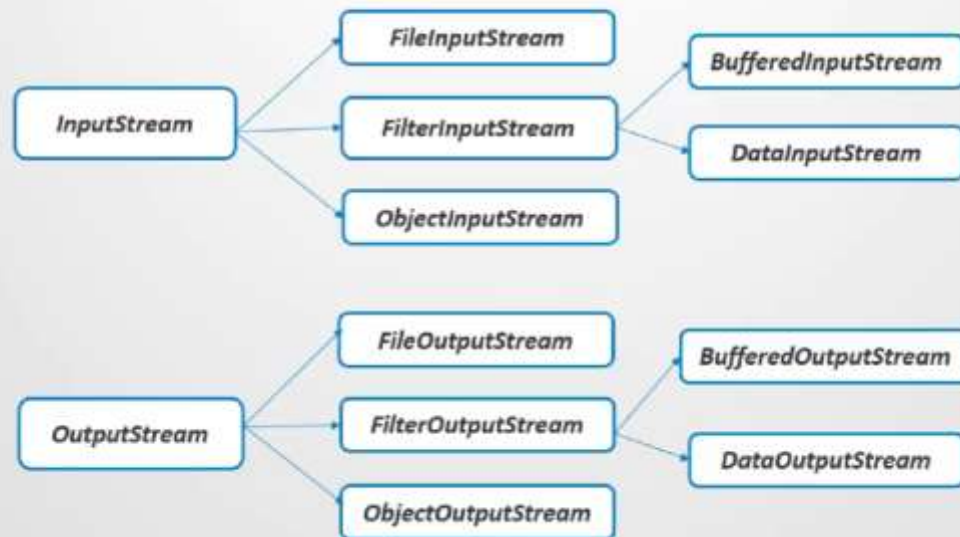 FileInputStream
BufferedInputStream
InputStream
FilterInputStream
DataInputStream
ObjectInputStream
FileOutputStream
BufferedOutputStream
OutputStream
FilterOutputStream
DataOutputStream
ObjectOutputStream